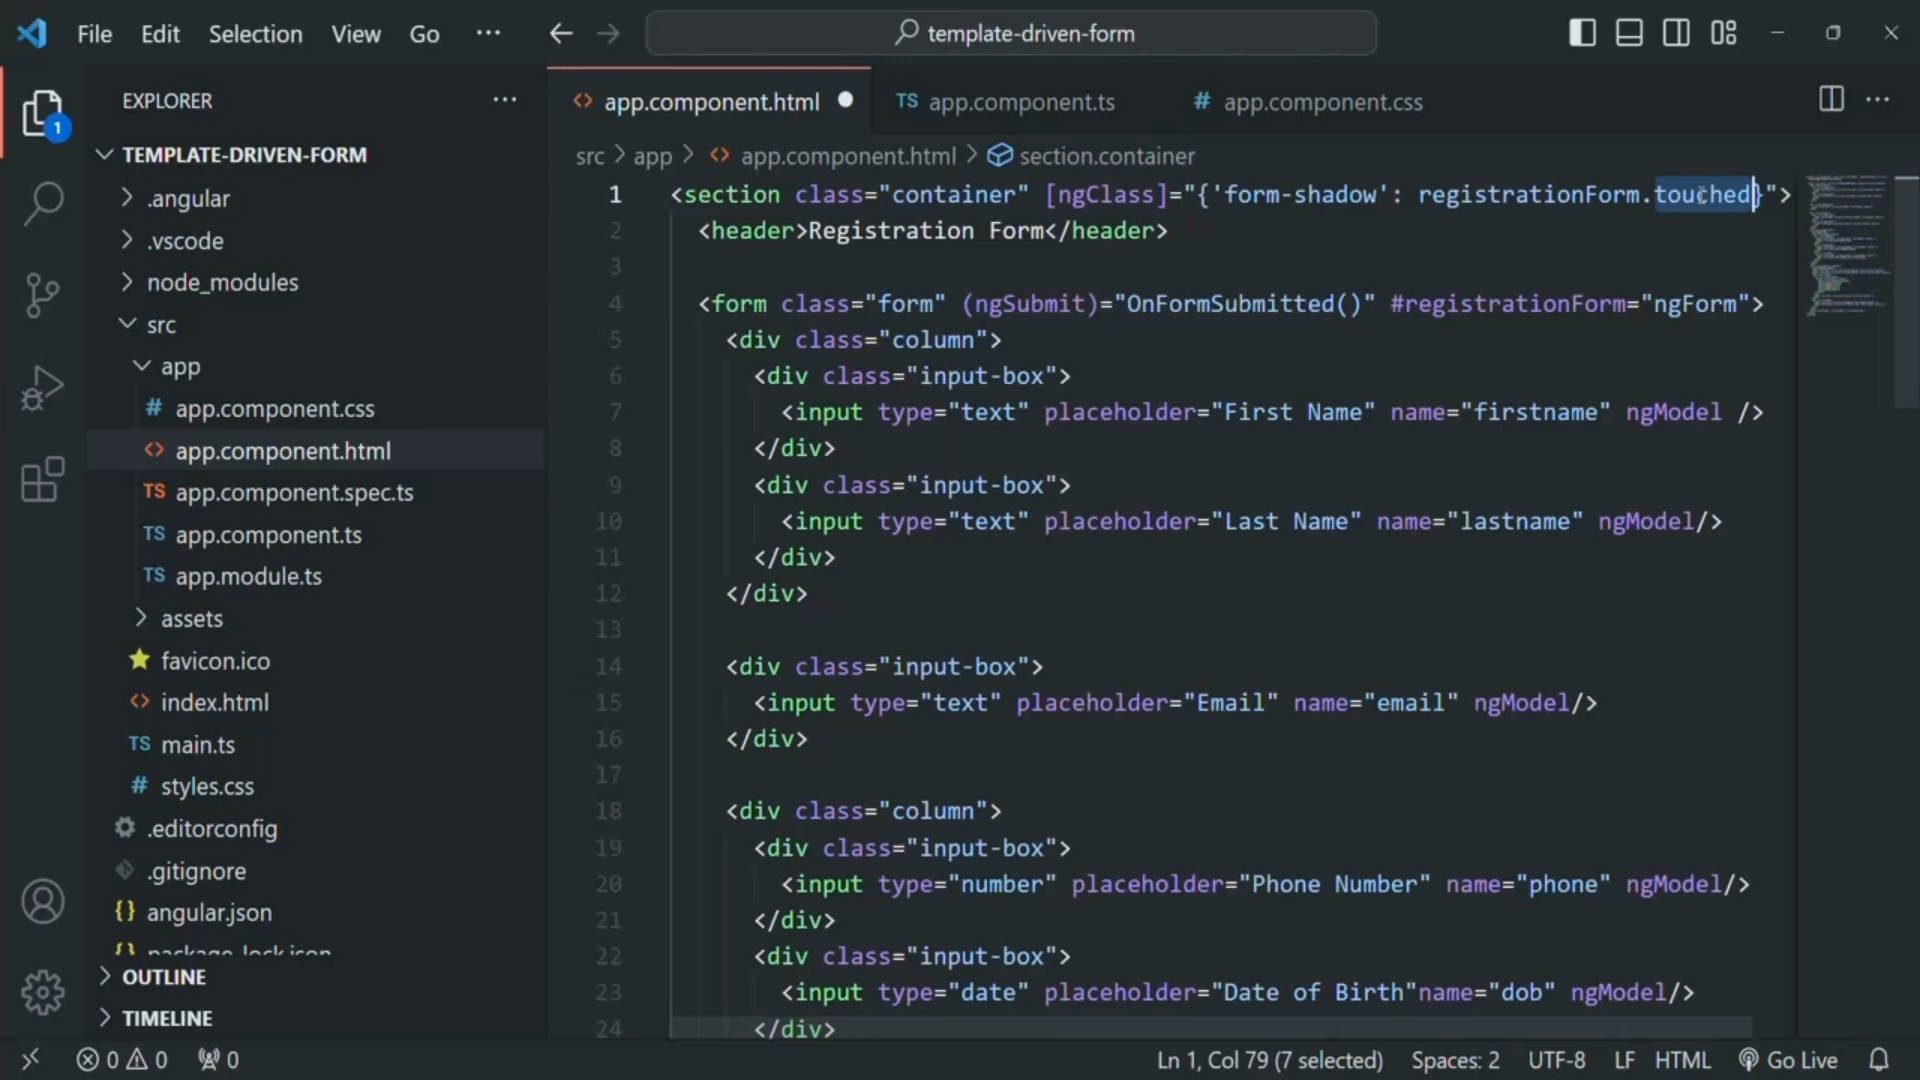 File Edit Selection View Go ··· template-driven-form
EXPLORER ···
TEMPLATE-DRIVEN-FORM
.angular
.vscode
node_modules
src
app
# app.component.css
<> app.component.html
TS app.component.spec.ts
TS app.component.ts
TS app.module.ts
assets
favicon.ico
<> index.html
TS main.ts
# styles.css
.editorconfig
.gitignore
{} angular.json
{} package-lock.json
OUTLINE
TIMELINE
1
<> app.component.html ● TS app.component.ts # app.component.css ···
src > app > <> app.component.html > section.container
1 <section class="container" [ngClass]="{'form-shadow': registrationForm.touched}">
2 <header>Registration Form</header>
3
4 <form class="form" (ngSubmit)="OnFormSubmitted()" #registrationForm="ngForm">
5 <div class="column">
6 <div class="input-box">
7 <input type="text" placeholder="First Name" name="firstname" ngModel />
8 </div>
9 <div class="input-box">
10 <input type="text" placeholder="Last Name" name="lastname" ngModel/>
11 </div>
12 </div>
13
14 <div class="input-box">
15 <input type="text" placeholder="Email" name="email" ngModel/>
16 </div>
17
18 <div class="column">
19 <div class="input-box">
20 <input type="number" placeholder="Phone Number" name="phone" ngModel/>
21 </div>
22 <div class="input-box">
23 <input type="date" placeholder="Date of Birth"name="dob" ngModel/>
24 </div>
0 0 0 Ln 1, Col 79 (7 selected) Spaces: 2 UTF-8 LF HTML Go Live